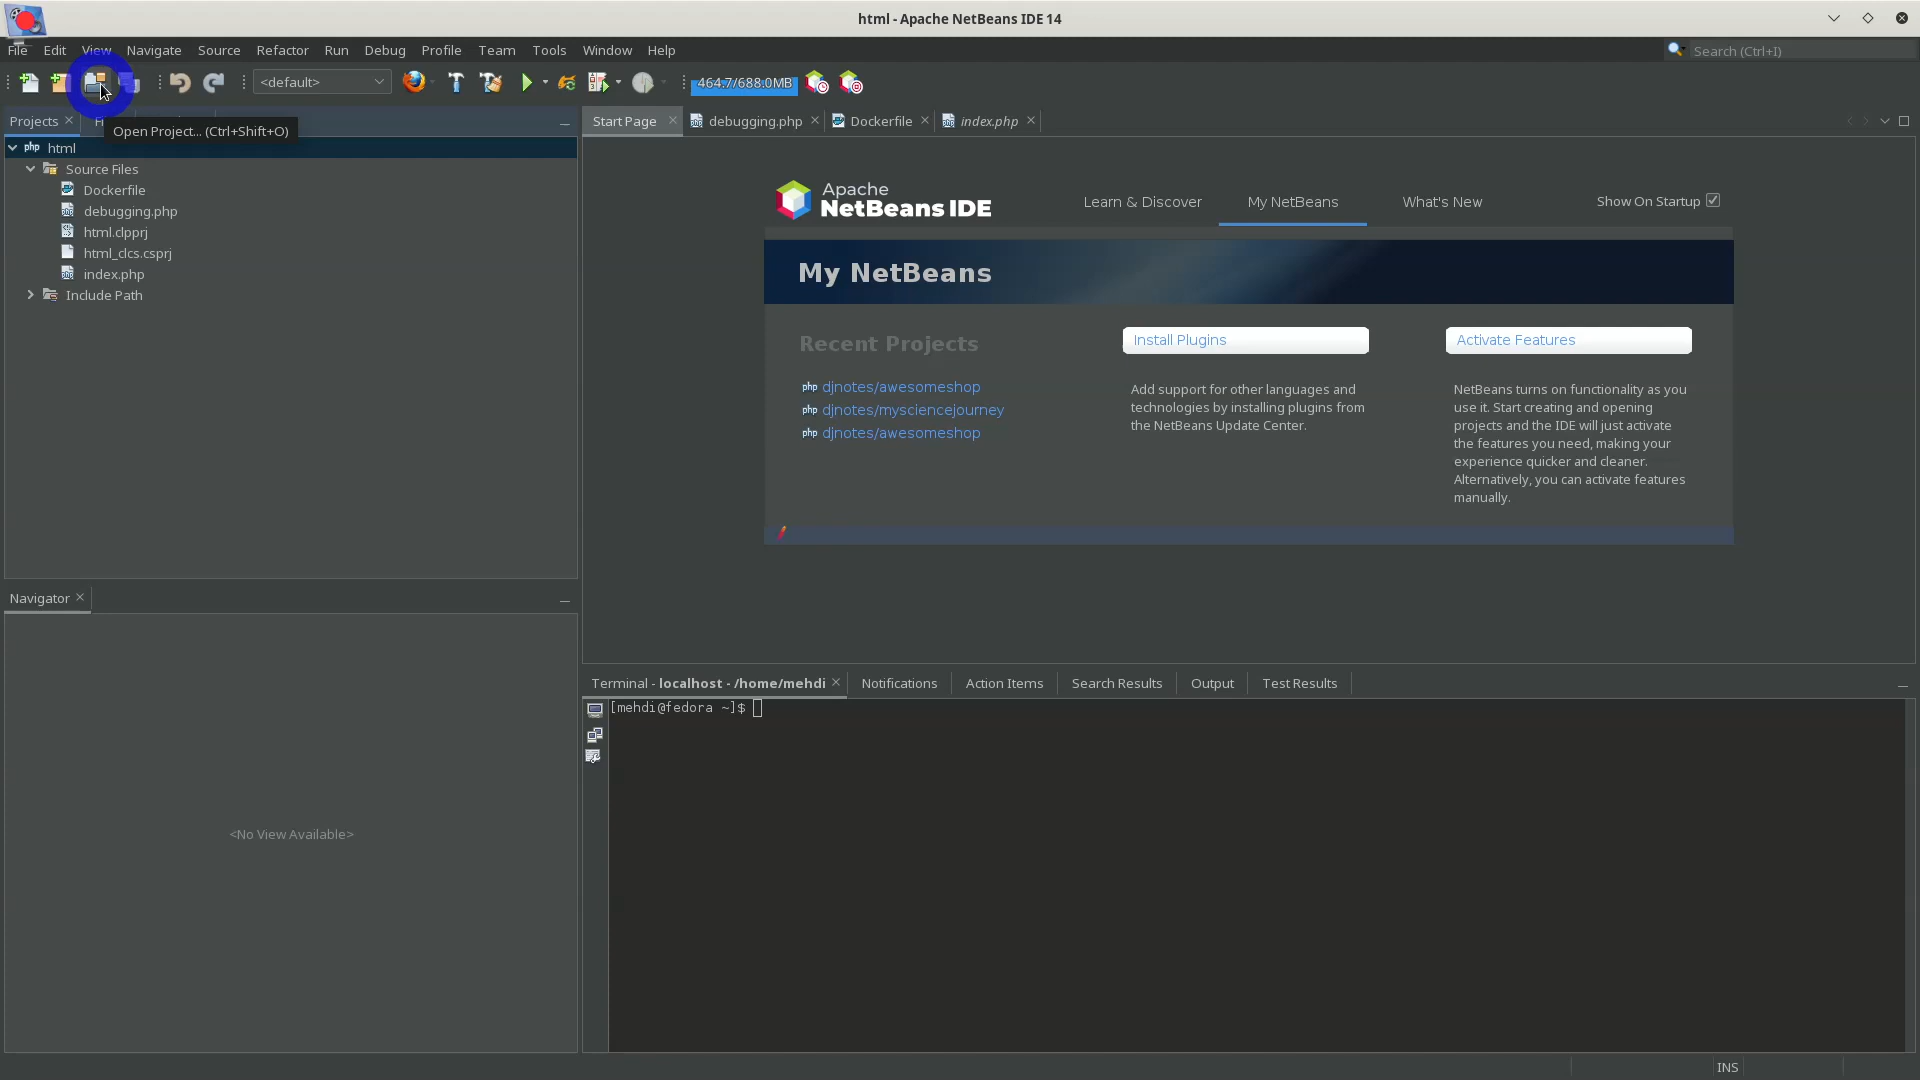 html - Apache NetBeans IDE 14
File Edit View Navigate Source Refactor Run Debug Profile Team Tools Window Help
Search (Ctrl+I)
<default>
464.7/688.0MB
Projects
Open Project... (Ctrl+Shift+O)
Start Page debugging.php Dockerfile index.php
php html
Source Files
Dockerfile
debugging.php
html.clpprj
html_clcs.csprj
index.php
Include Path
Apache
NetBeans IDE
Learn & Discover My NetBeans What's New Show On Startup
My NetBeans
Recent Projects
php djnotes/awesomeshop
php djnotes/mysciencejourney
php djnotes/awesomeshop
Install Plugins
Add support for other languages and
technologies by installing plugins from
the NetBeans Update Center.
Activate Features
NetBeans turns on functionality as you
use it. Start creating and opening
projects and the IDE will just activate
the features you need, making your
experience quicker and cleaner.
Alternatively, you can activate features
manually.
Navigator
<No View Available>
Terminal - localhost - /home/mehdi Notifications Action Items Search Results Output Test Results
[mehdi@fedora ~]$
INS